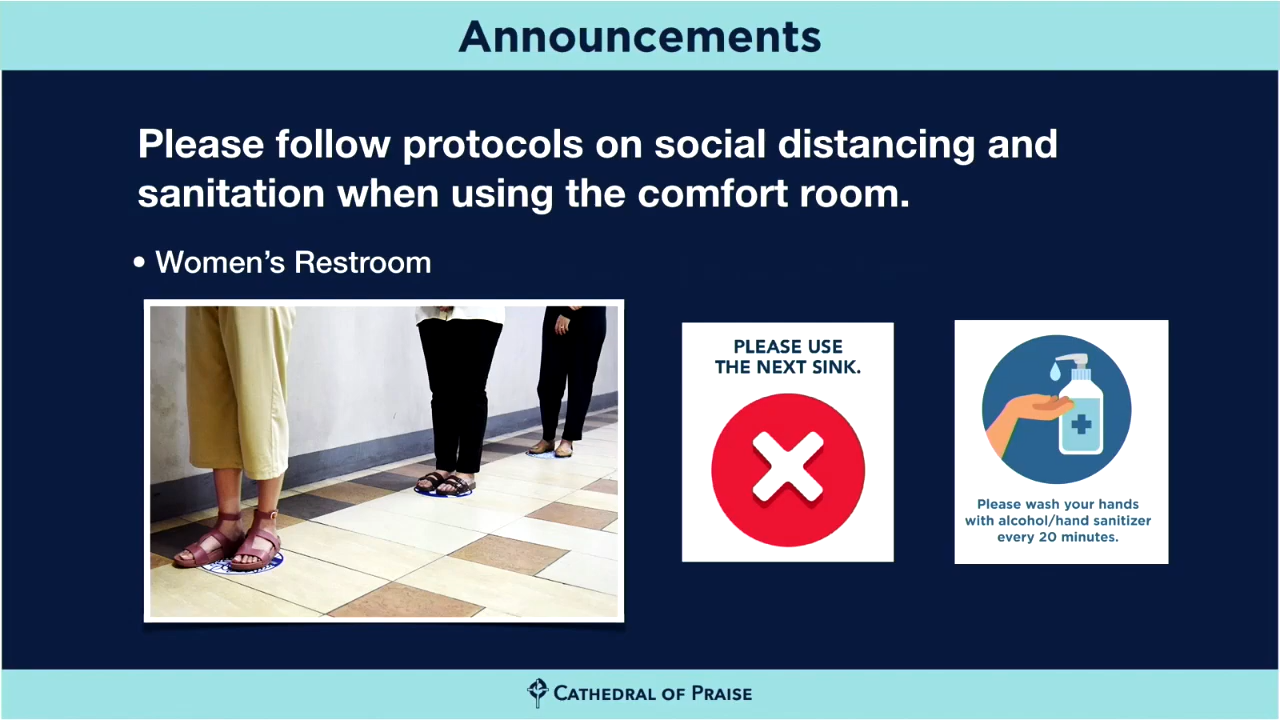 Announcements
Please follow protocols on social distancing and
sanitation when using the comfort room.
• Women’s Restroom
PLEASE USE
THE NEXT SINK.
Please wash your hands
with alcohol/hand sanitizer
every 20 minutes.
CATHEDRAL OF PRAISE